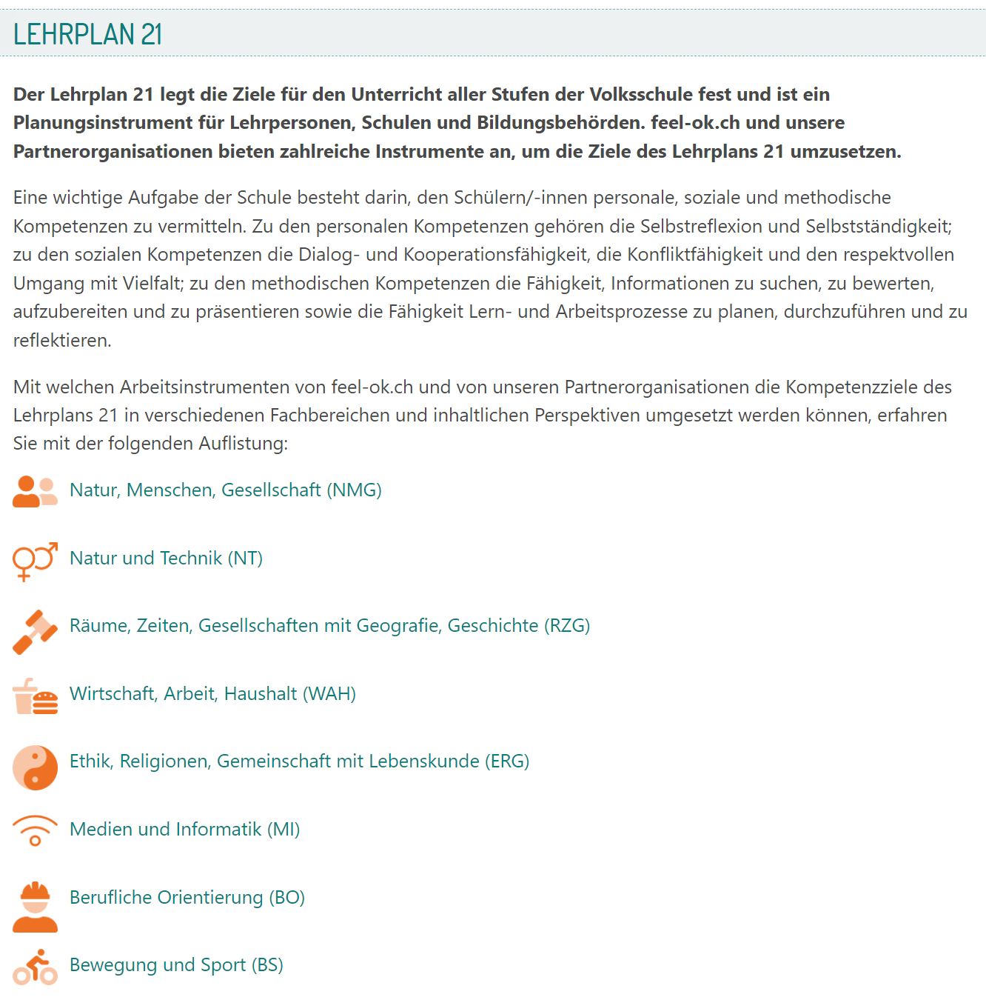 LEHRPLAN 21
Der Lehrplan 21 legt die Ziele für den Unterricht aller Stufen der Volksschule fest und ist ein
Planungsinstrument für Lehrpersonen, Schulen und Bildungsbehörden. feel-ok.ch und unsere
Partnerorganisationen bieten zahlreiche Instrumente an, um die Ziele des Lehrplans 21 umzusetzen.
Eine wichtige Aufgabe der Schule besteht darin, den Schülern/-innen personale, soziale und methodische
Kompetenzen zu vermitteln. Zu den personalen Kompetenzen gehören die Selbstreflexion und Selbstständigkeit;
zu den sozialen Kompetenzen die Dialog- und Kooperationsfähigkeit, die Konfliktfähigkeit und den respektvollen
Umgang mit Vielfalt; zu den methodischen Kompetenzen die Fähigkeit, Informationen zu suchen, zu bewerten,
aufzubereiten und zu präsentieren sowie die Fähigkeit Lern- und Arbeitsprozesse zu planen, durchzuführen und zu
reflektieren.
Mit welchen Arbeitsinstrumenten von feel-ok.ch und von unseren Partnerorganisationen die Kompetenzziele des
Lehrplans 21 in verschiedenen Fachbereichen und inhaltlichen Perspektiven umgesetzt werden können, erfahren
Sie mit der folgenden Auflistung:
Natur, Menschen, Gesellschaft (NMG)
Natur und Technik (NT)
Räume, Zeiten, Gesellschaften mit Geografie, Geschichte (RZG)
Wirtschaft, Arbeit, Haushalt (WAH)
Ethik, Religionen, Gemeinschaft mit Lebenskunde (ERG)
Medien und Informatik (MI)
Berufliche Orientierung (BO)
Bewegung und Sport (BS)